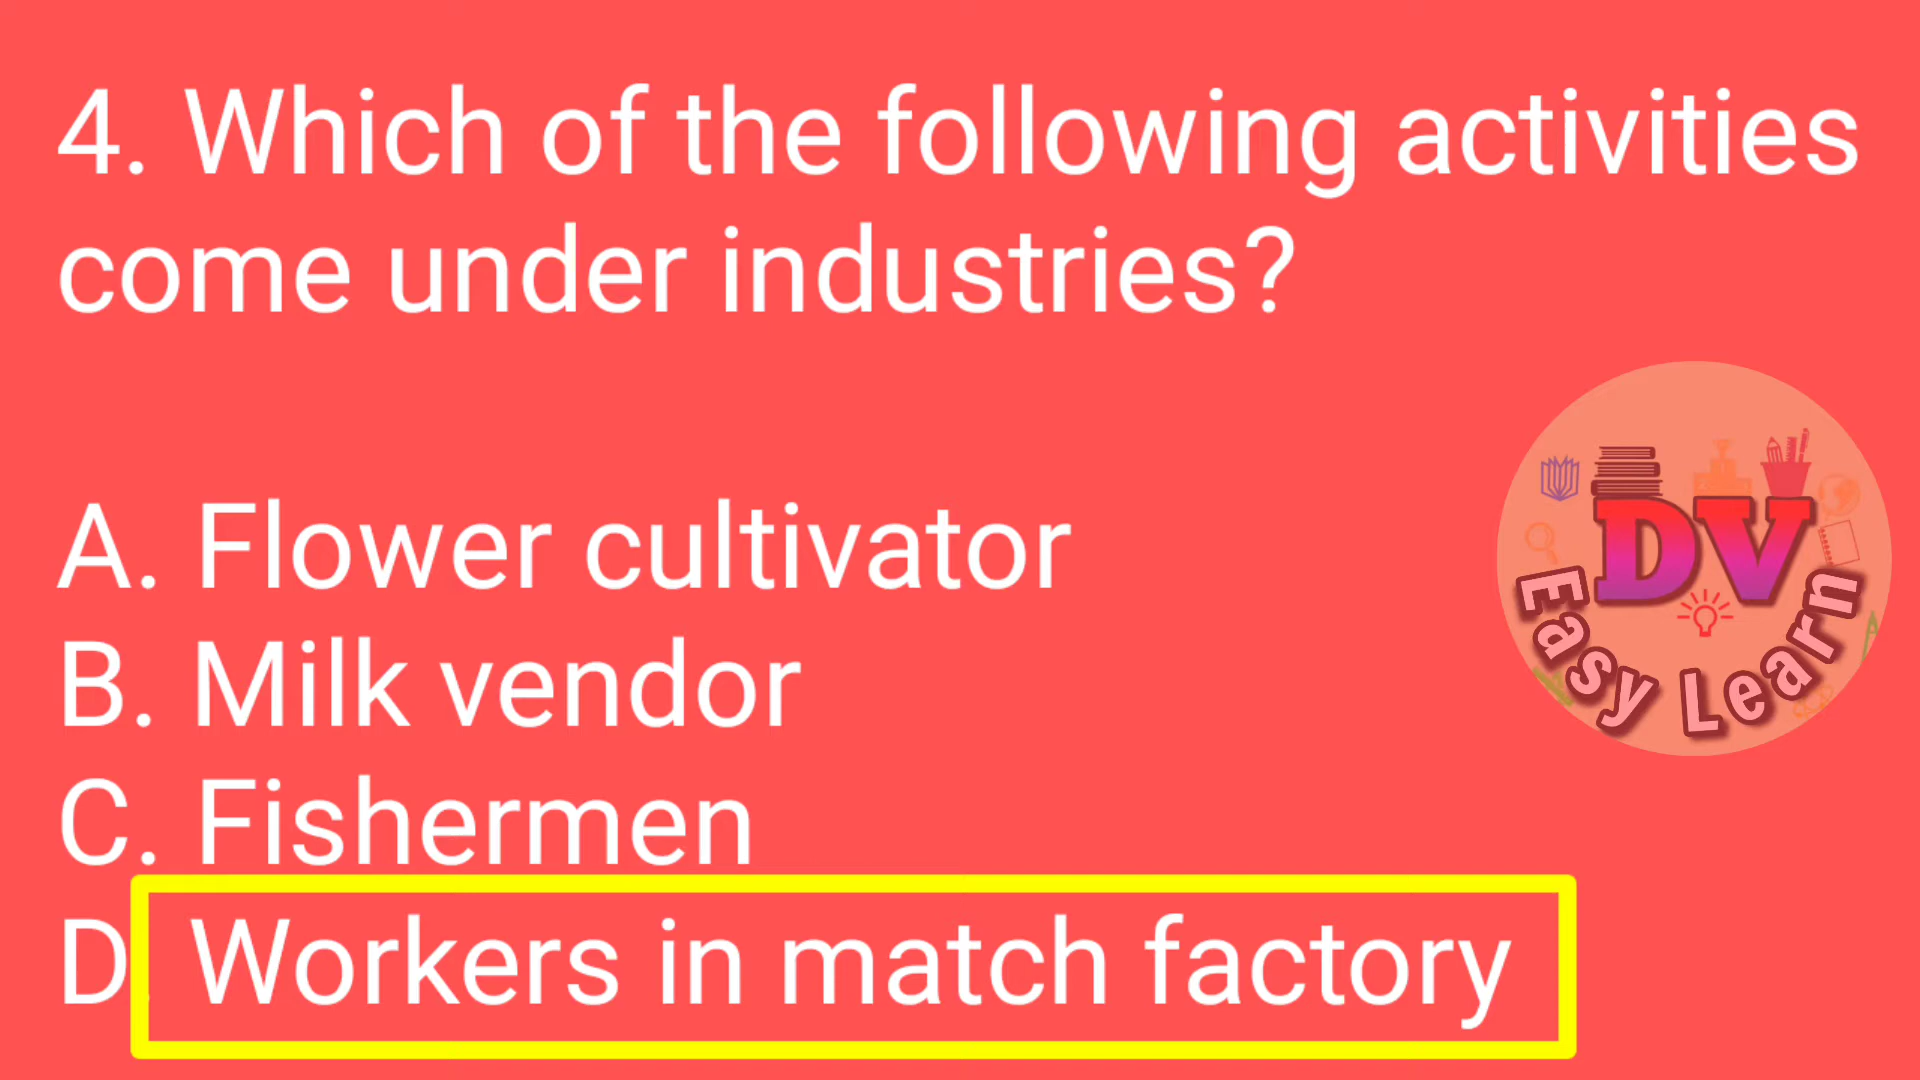 4. Which of the following activities
come under industries?
A. Flower cultivator
B. Milk vendor
C. Fishermen
D. Workers in match factory
DV
Easy Learn